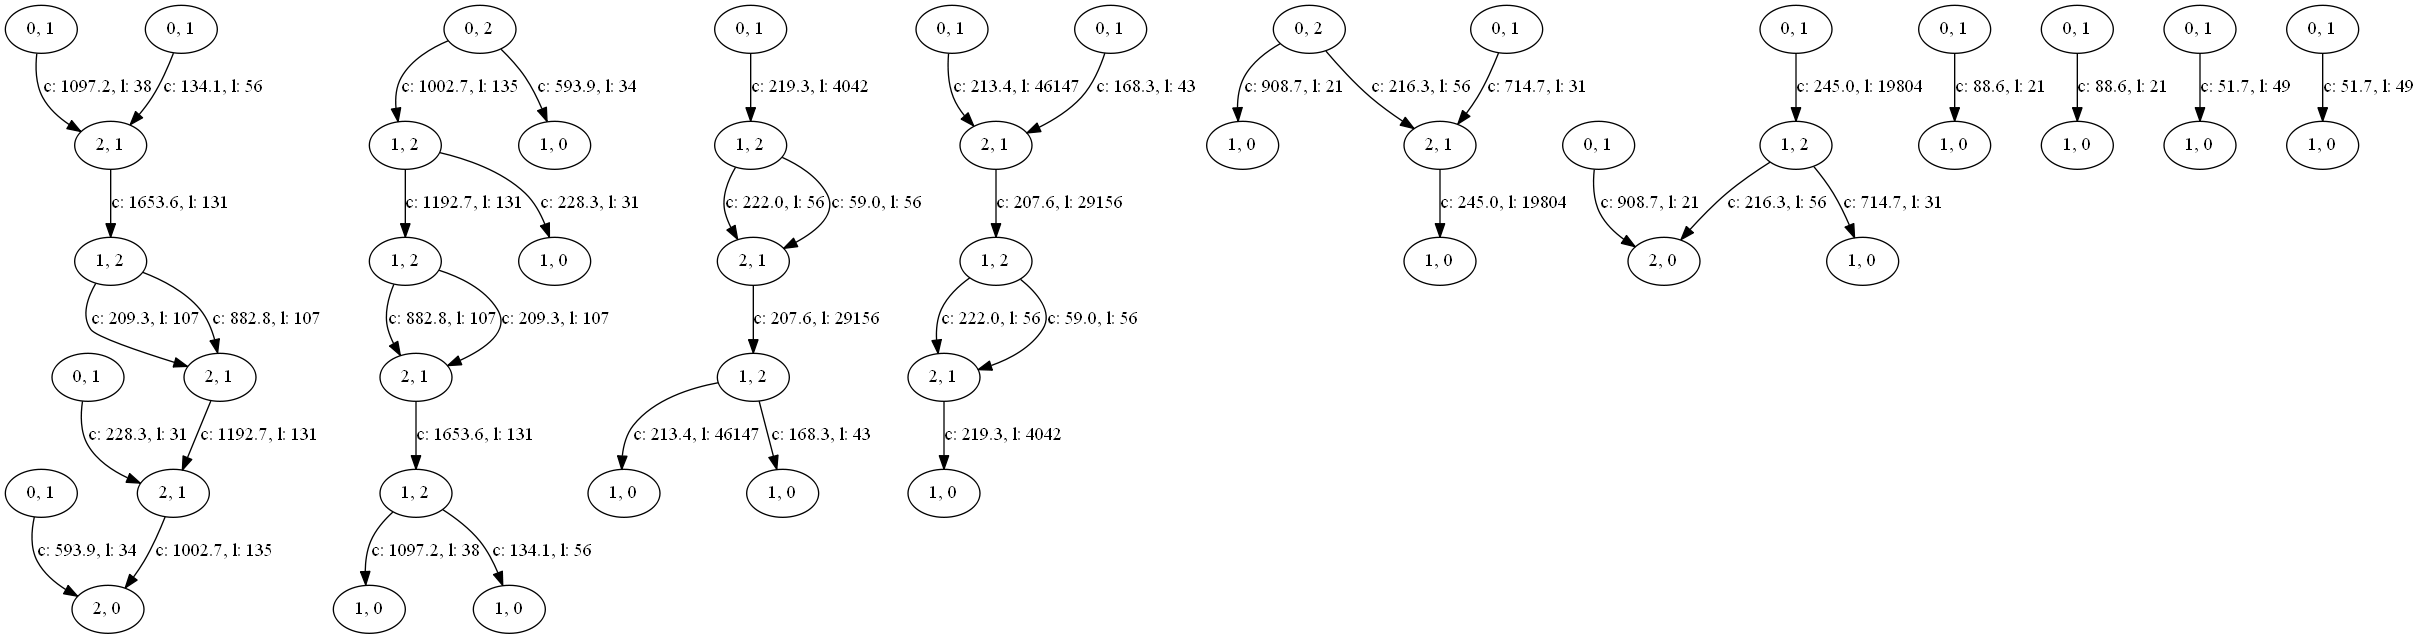 0, 1
0, 1
0, 2
0, 1
0, 1
0, 1
0, 2
0, 1
0, 1
0, 1
0, 1
0, 1
0, 1
c: 1097.2, l: 38
c: 134.1, l: 56
c: 1002.7, l: 135
c: 593.9, l: 34
c: 219.3, l: 4042
c: 213.4, l: 46147
c: 168.3, l: 43
c: 908.7, l: 21
c: 216.3, l: 56
c: 714.7, l: 31
c: 245.0, l: 19804
c: 88.6, l: 21
c: 88.6, l: 21
c: 51.7, l: 49
c: 51.7, l: 49
2, 1
1, 2
1, 0
1, 2
2, 1
1, 0
2, 1
0, 1
1, 2
1, 0
1, 0
1, 0
1, 0
c: 1653.6, l: 131
c: 1192.7, l: 131
c: 228.3, l: 31
c: 222.0, l: 56
c: 59.0, l: 56
c: 207.6, l: 29156
c: 245.0, l: 19804
c: 908.7, l: 21
c: 216.3, l: 56
c: 714.7, l: 31
1, 2
1, 2
1, 0
2, 1
1, 2
1, 0
2, 0
1, 0
c: 209.3, l: 107
c: 882.8, l: 107
c: 882.8, l: 107
c: 209.3, l: 107
c: 207.6, l: 29156
c: 222.0, l: 56
c: 59.0, l: 56
0, 1
2, 1
2, 1
1, 2
2, 1
c: 228.3, l: 31
c: 1192.7, l: 131
c: 1653.6, l: 131
c: 213.4, l: 46147
c: 168.3, l: 43
c: 219.3, l: 4042
0, 1
2, 1
1, 2
1, 0
1, 0
1, 0
c: 593.9, l: 34
c: 1002.7, l: 135
c: 1097.2, l: 38
c: 134.1, l: 56
2, 0
1, 0
1, 0